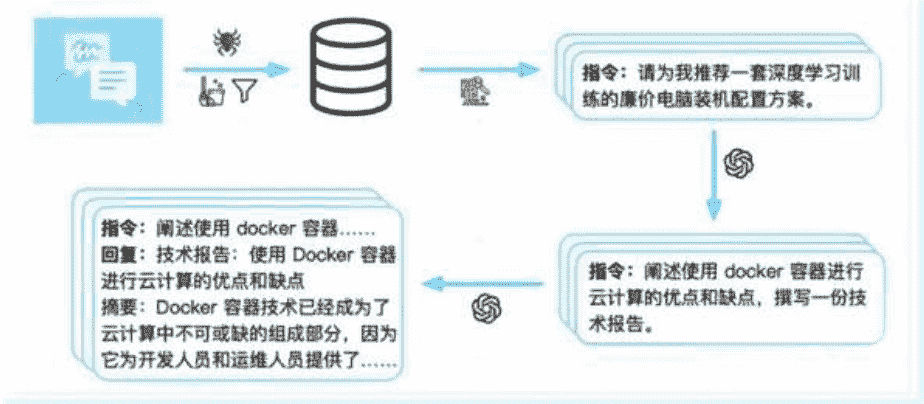 指令：请为我推荐一套深度学习训
练的廉价电脑装机配置方案。
指令：阐述使用 docker 容器进行
云计算的优点和缺点，撰写一份技
术报告。
指令：阐述使用 docker 容器……
回复：技术报告：使用 Docker 容器
进行云计算的优点和缺点
摘要：Docker 容器技术已经成为了
云计算中不可或缺的组成部分，因为
它为开发人员和运维人员提供了……